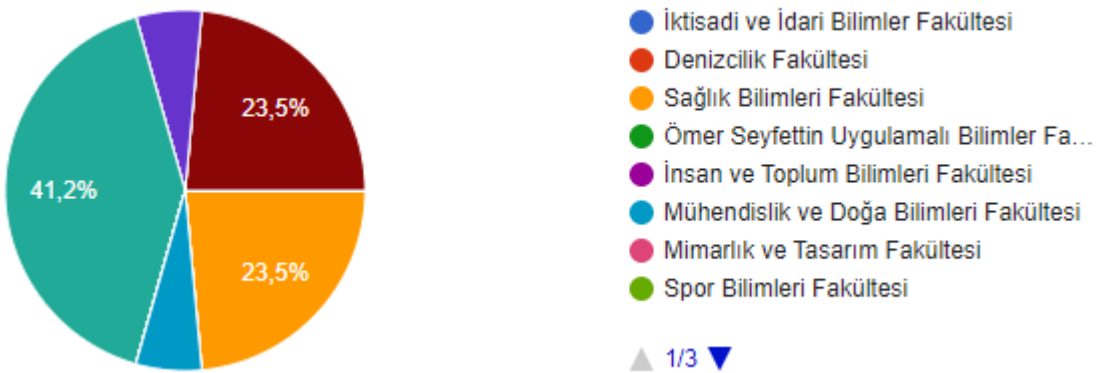 23,5%
41,2%
23,5%
İktisadi ve İdari Bilimler Fakültesi
Denizcilik Fakültesi
Sağlık Bilimleri Fakültesi
Ömer Seyfettin Uygulamalı Bilimler Fa...
İnsan ve Toplum Bilimleri Fakültesi
Mühendislik ve Doğa Bilimleri Fakültesi
Mimarlık ve Tasarım Fakültesi
Spor Bilimleri Fakültesi
1/3